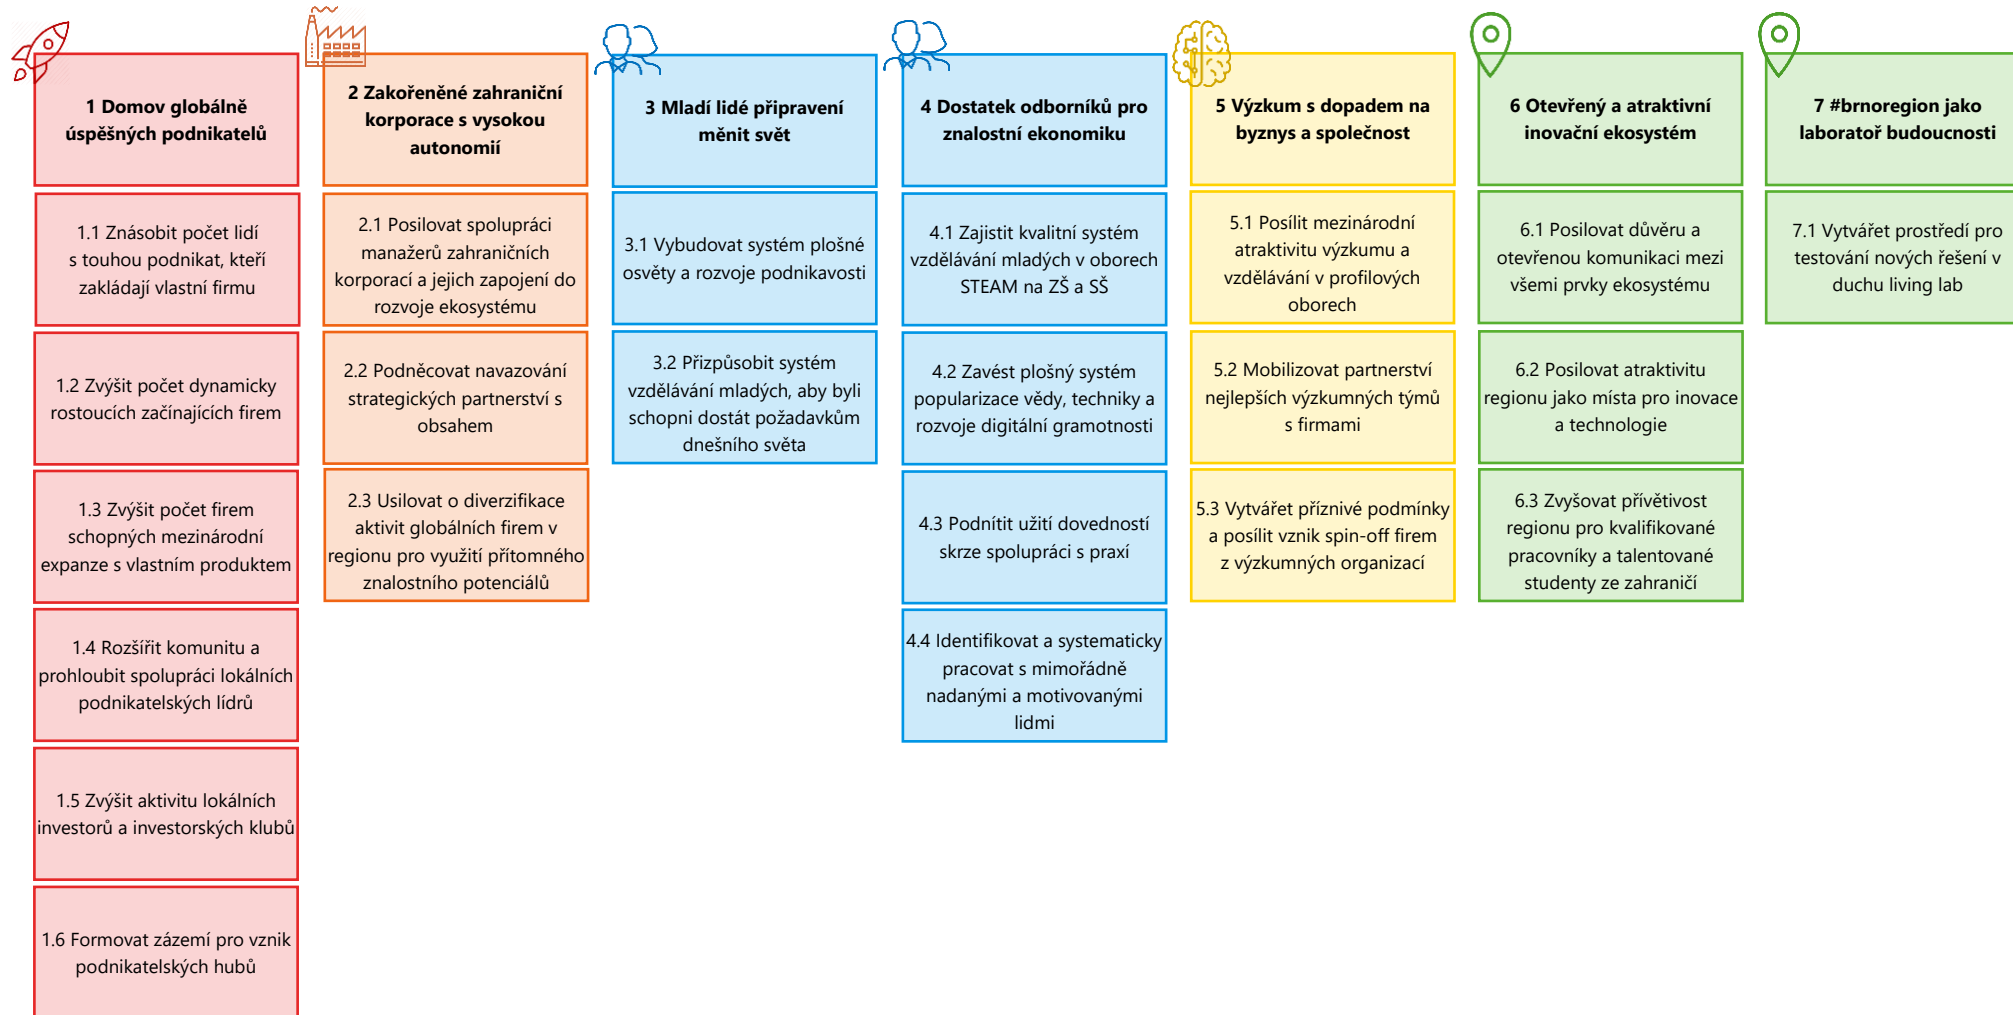 1 Domov globálně
úspěšných podnikatelů
1.1 Znásobit počet lidí
s touhou podnikat, kteří
zakládají vlastní firmu
1.2 Zvýšit počet dynamicky
rostoucích začínajících firem
1.3 Zvýšit počet firem
schopných mezinárodní
expanze s vlastním produktem
1.4 Rozšířit komunitu a
prohloubit spolupráci lokálních
podnikatelských lídrů
1.5 Zvýšit aktivitu lokálních
investorů a investorských klubů
1.6 Formovat zázemí pro vznik
podnikatelských hubů
2 Zakořeněné zahraniční
korporace s vysokou
autonomií
2.1 Posilovat spolupráci
manažerů zahraničních
korporací a jejich zapojení do
rozvoje ekosystému
2.2 Podněcovat navazování
strategických partnerství s
obsahem
2.3 Usilovat o diverzifikace
aktivit globálních firem v
regionu pro využití přítomného
znalostního potenciálů
3 Mladí lidé připravení
měnit svět
3.1 Vybudovat systém plošné
osvěty a rozvoje podnikavosti
3.2 Přizpůsobit systém
vzdělávání mladých, aby byli
schopni dostát požadavkům
dnešního světa
4 Dostatek odborníků pro
znalostní ekonomiku
4.1 Zajistit kvalitní systém
vzdělávání mladých v oborech
STEAM na ZŠ a SŠ
4.2 Zavést plošný systém
popularizace vědy, techniky a
rozvoje digitální gramotnosti
4.3 Podnítit užití dovedností
skrze spolupráci s praxí
4.4 Identifikovat a systematicky
pracovat s mimořádně
nadanými a motivovanými
lidmi
5 Výzkum s dopadem na
byznys a společnost
5.1 Posílit mezinárodní
atraktivitu výzkumu a
vzdělávání v profilových
oborech
5.2 Mobilizovat partnerství
nejlepších výzkumných týmů
s firmami
5.3 Vytvářet příznivé podmínky
a posílit vznik spin-off firem
z výzkumných organizací
6 Otevřený a atraktivní
inovační ekosystém
6.1 Posilovat důvěru a
otevřenou komunikaci mezi
všemi prvky ekosystému
6.2 Posilovat atraktivitu
regionu jako místa pro inovace
a technologie
6.3 Zvyšovat přívětivost
regionu pro kvalifikované
pracovníky a talentované
studenty ze zahraničí
7 #brnoregion jako
laboratoř budoucnosti
7.1 Vytvářet prostředí pro
testování nových řešení v
duchu living lab